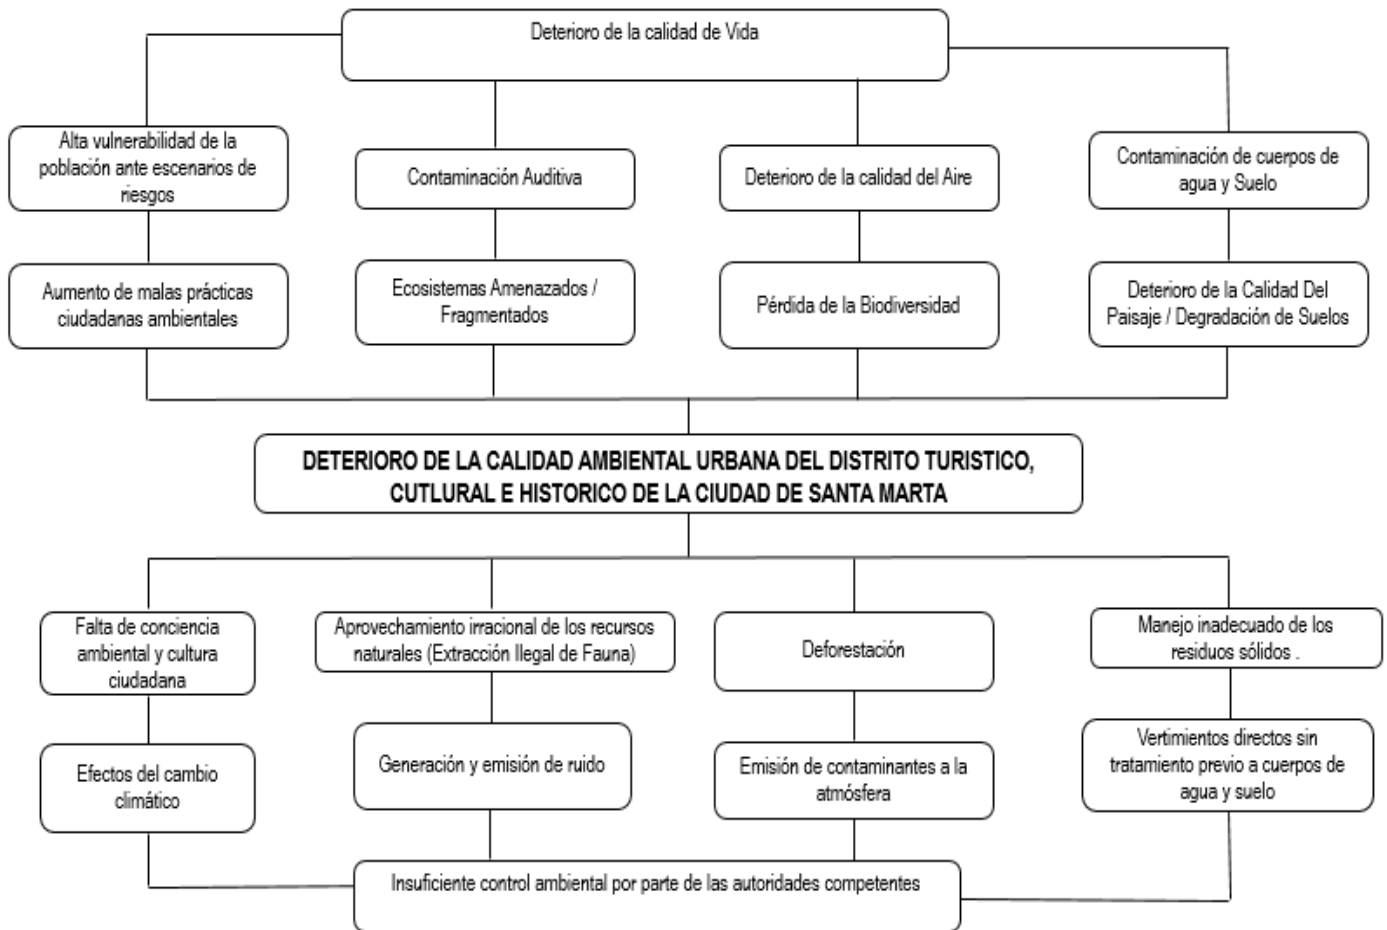 Deterioro de la calidad de Vida
Alta vulnerabilidad de la
población ante escenarios de
riesgos
Contaminación Auditiva
Deterioro de la calidad del Aire
Contaminación de cuerpos de
agua y Suelo
Aumento de malas prácticas
ciudadanas ambientales
Ecosistemas Amenazados /
Fragmentados
Pérdida de la Biodiversidad
Deterioro de la Calidad Del
Paisaje / Degradación de Suelos
DETERIORO DE LA CALIDAD AMBIENTAL URBANA DEL DISTRITO TURISTICO,
CUTLURAL E HISTORICO DE LA CIUDAD DE SANTA MARTA
Falta de conciencia
ambiental y cultura
ciudadana
Aprovechamiento irracional de los recursos
naturales (Extracción Ilegal de Fauna)
Deforestación
Manejo inadecuado de los
residuos sólidos .
Efectos del cambio
climático
Generación y emisión de ruido
Emisión de contaminantes a la
atmósfera
Vertimientos directos sin
tratamiento previo a cuerpos de
agua y suelo
Insuficiente control ambiental por parte de las autoridades competentes